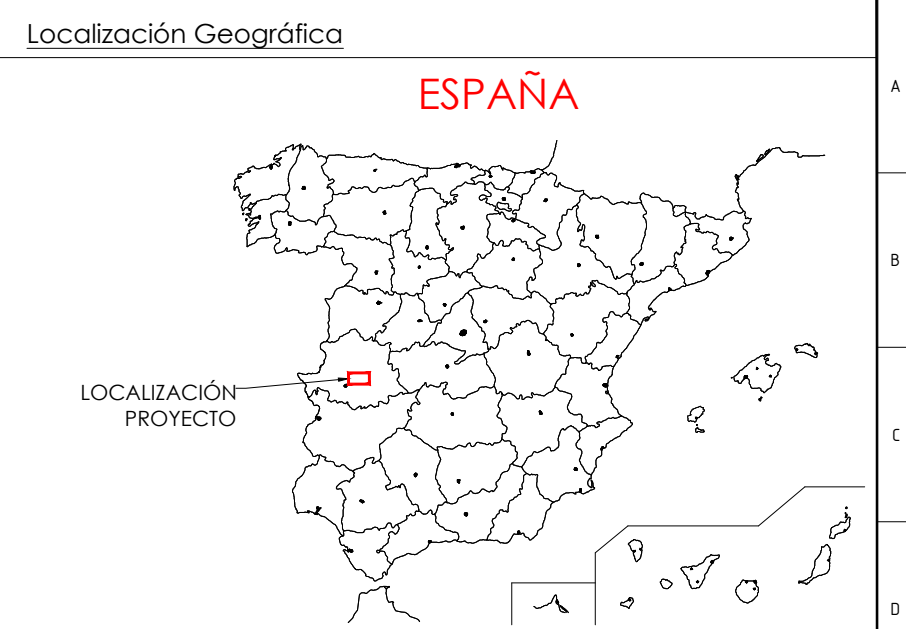 Localización Geográfica
ESPAÑA
A
B
LOCALIZACIÓN
PROYECTO
C
D